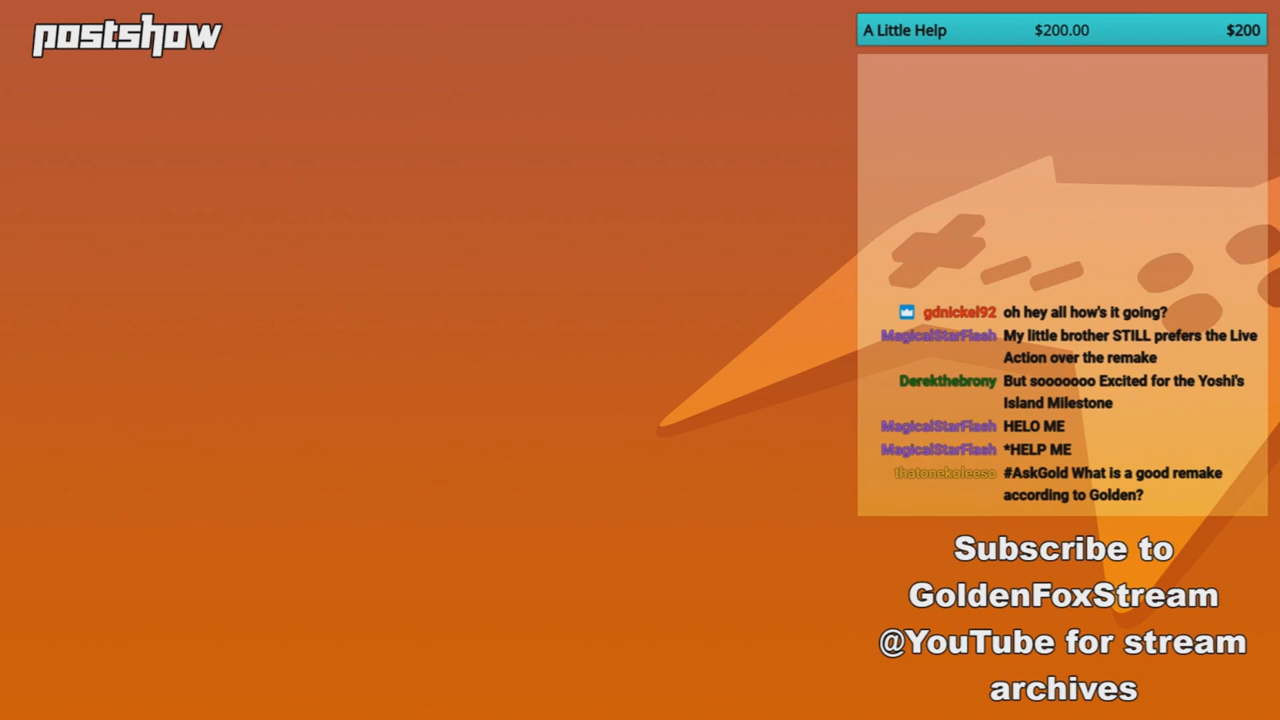 postshow
A Little Help $200.00 $200
gdnickel92 oh hey all how's it going?
MagicalStarFlash My little brother STILL prefers the Live
Action over the remake
Derekthebrony But sooooooo Excited for the Yoshi's
Island Milestone
MagicalStarFlash HELO ME
MagicalStarFlash *HELP ME
thatonekoleeso #AskGold What is a good remake
according to Golden?
Subscribe to
GoldenFoxStream
@YouTube for stream
archives